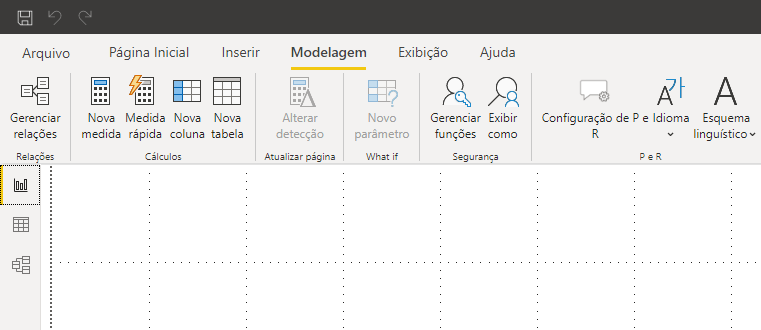 Arquivo Página Inicial Inserir Modelagem Exibição Ajuda
Gerenciar relações
Nova medida
Medida rápida
Nova coluna
Nova tabela
Alterar detecção
Novo parâmetro
Gerenciar funções
Exibir como
Configuração de P e R
Idioma
Esquema linguístico
Relações
Cálculos
Atualizar página
What if
Segurança
P e R